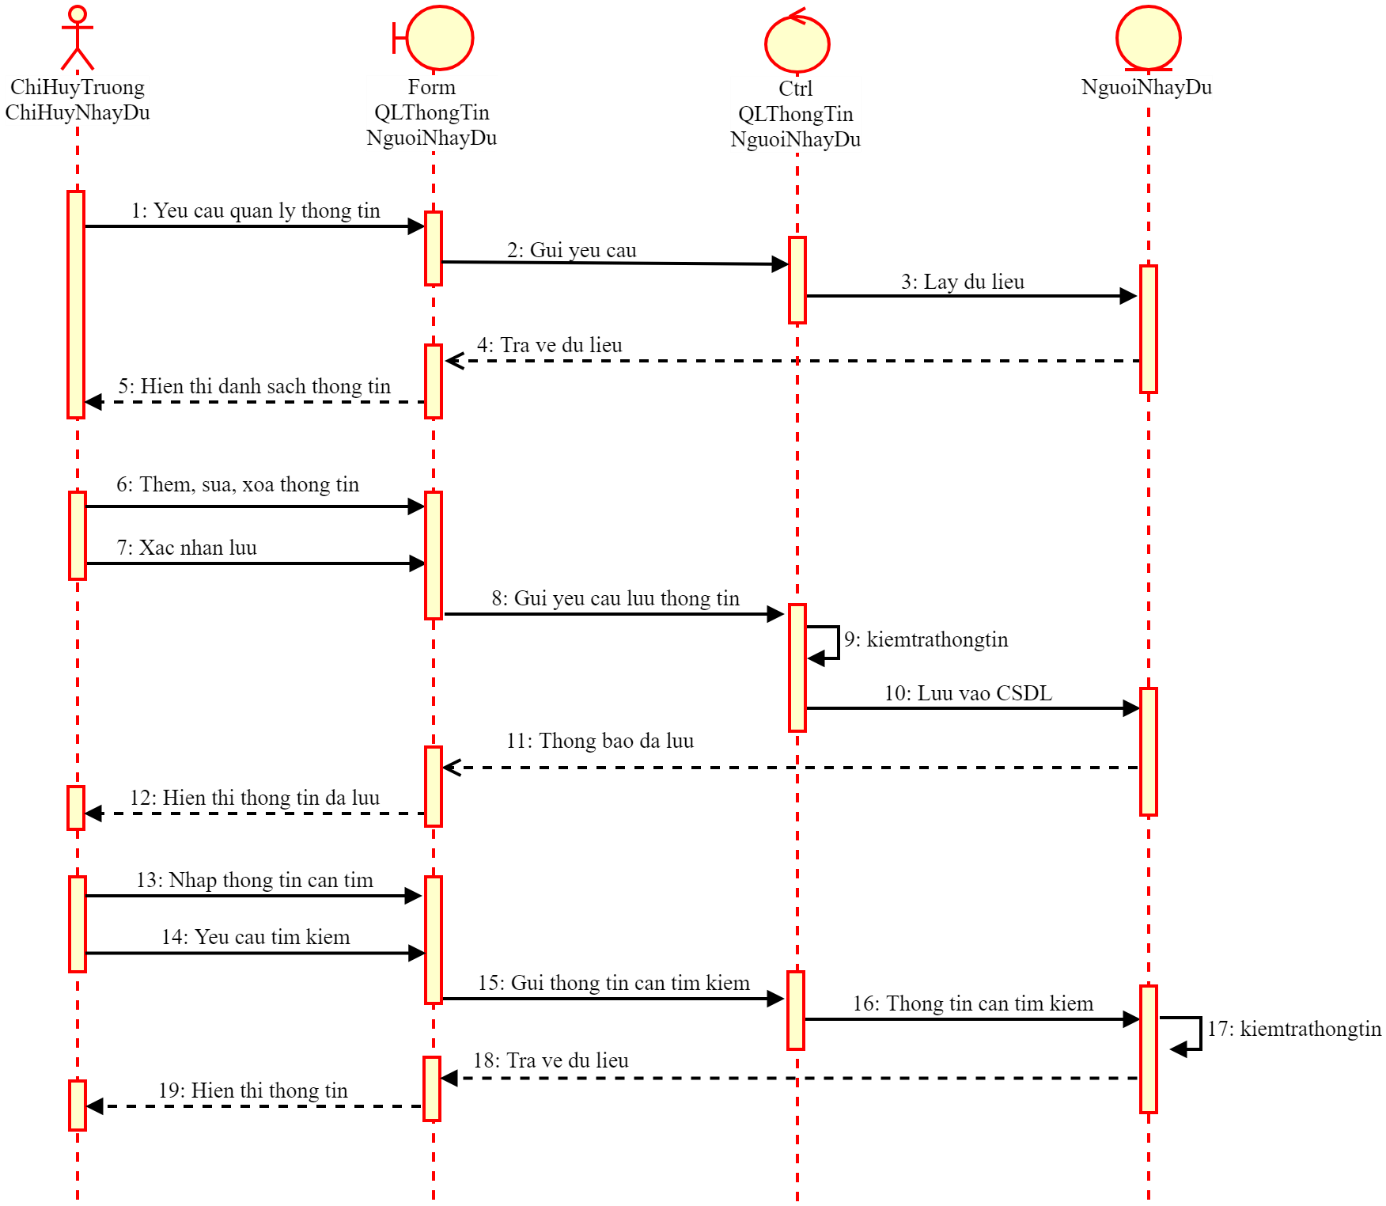 ChiHuyTruong
ChiHuyNhayDu
Form
QLThongTin
NguoiNhayDu
Ctrl
QLThongTin
NguoiNhayDu
NguoiNhayDu
1: Yeu cau quan ly thong tin
2: Gui yeu cau
3: Lay du lieu
4: Tra ve du lieu
5: Hien thi danh sach thong tin
6: Them, sua, xoa thong tin
7: Xac nhan luu
8: Gui yeu cau luu thong tin
9: kiemtrathongtin
10: Luu vao CSDL
11: Thong bao da luu
12: Hien thi thong tin da luu
13: Nhap thong tin can tim
14: Yeu cau tim kiem
15: Gui thong tin can tim kiem
16: Thong tin can tim kiem
17: kiemtrathongtin
18: Tra ve du lieu
19: Hien thi thong tin